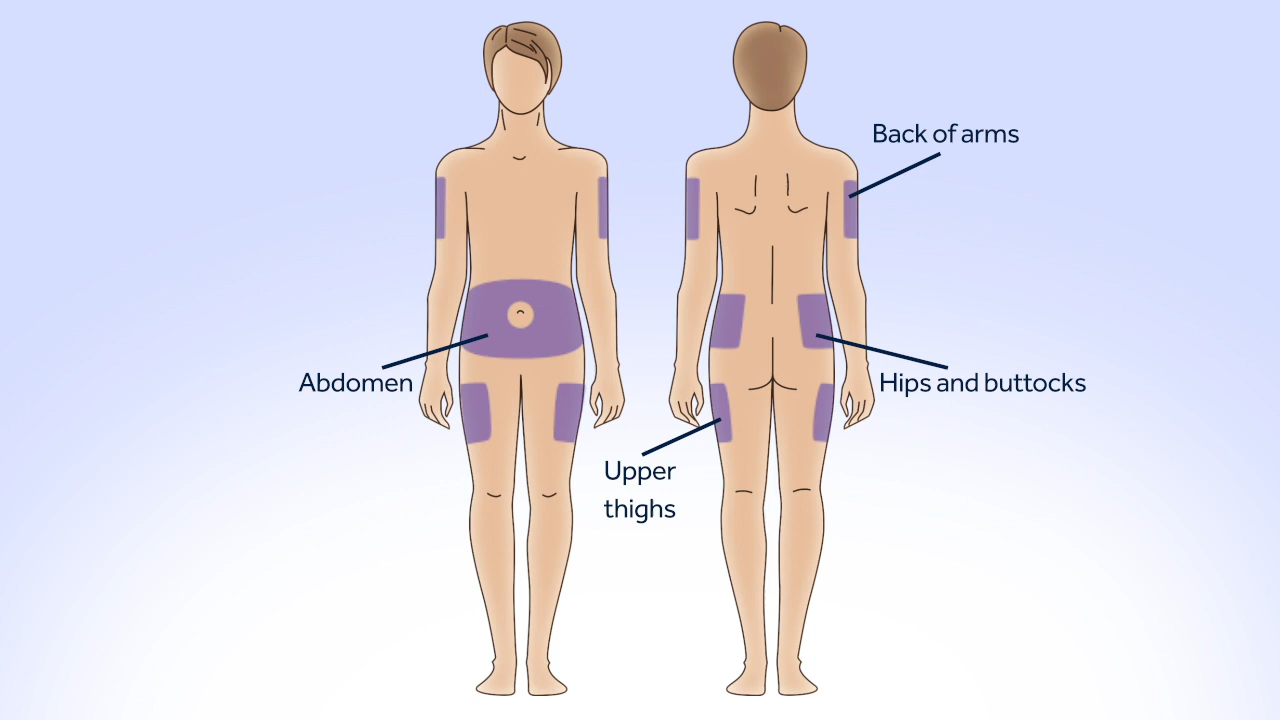 Back of arms
Abdomen
Hips and buttocks
Upper
thighs